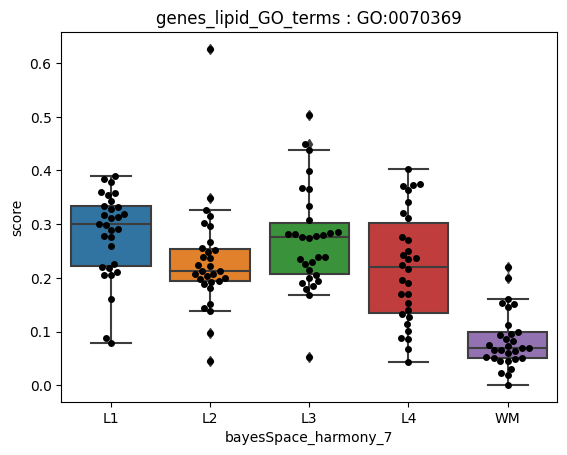 genes_lipid_GO_terms : GO:0070369
score
0.6
0.5
0.4
0.3
0.2
0.1
0.0
L1 L2 L3 L4 WM
bayesSpace_harmony_7